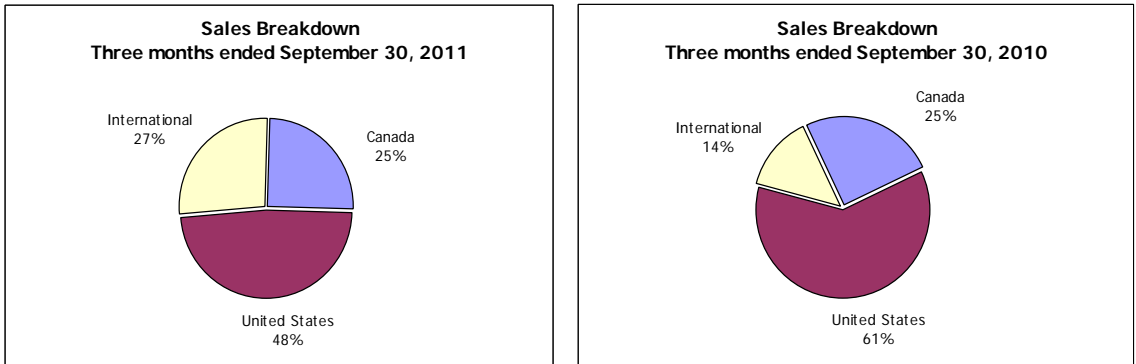 Sales Breakdown
Three months ended September 30, 2011
International
27%
Canada
25%
United States
48%
Sales Breakdown
Three months ended September 30, 2010
Canada
25%
International
14%
United States
61%